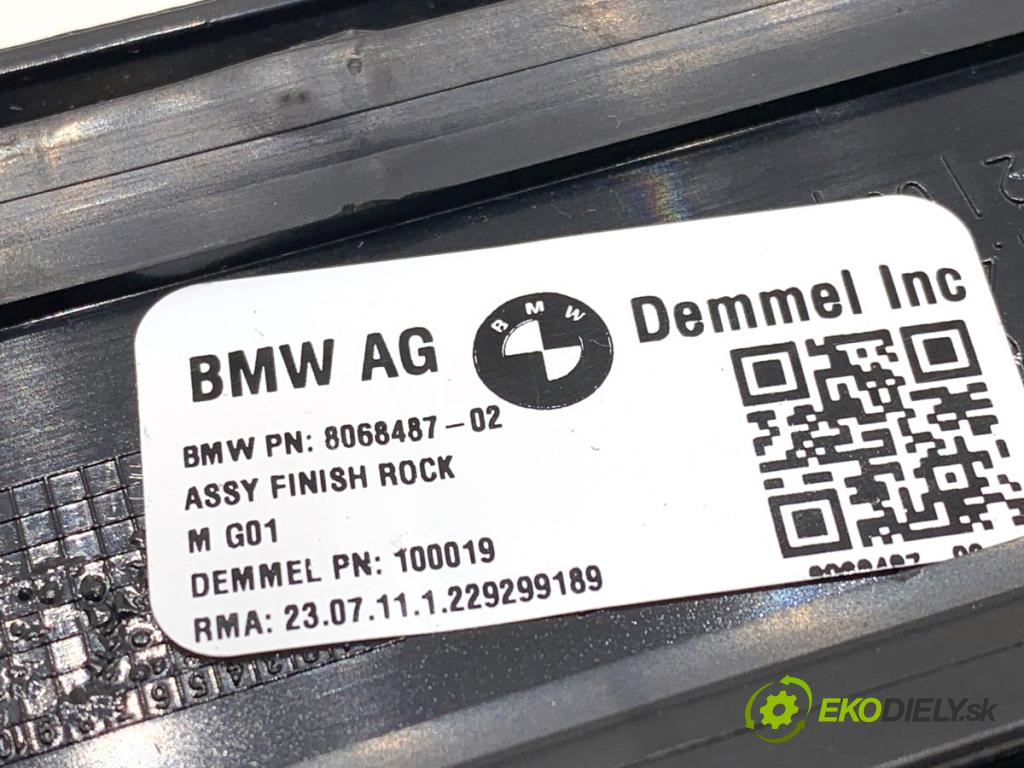 BMW AG
BMW
Demmel Inc
BMW PN: 8068487-02
ASSY FINISH ROCK
M G01
DEMMEL PN: 100019
RMA: 23.07.11.1.229299189
EKODIELY.sk